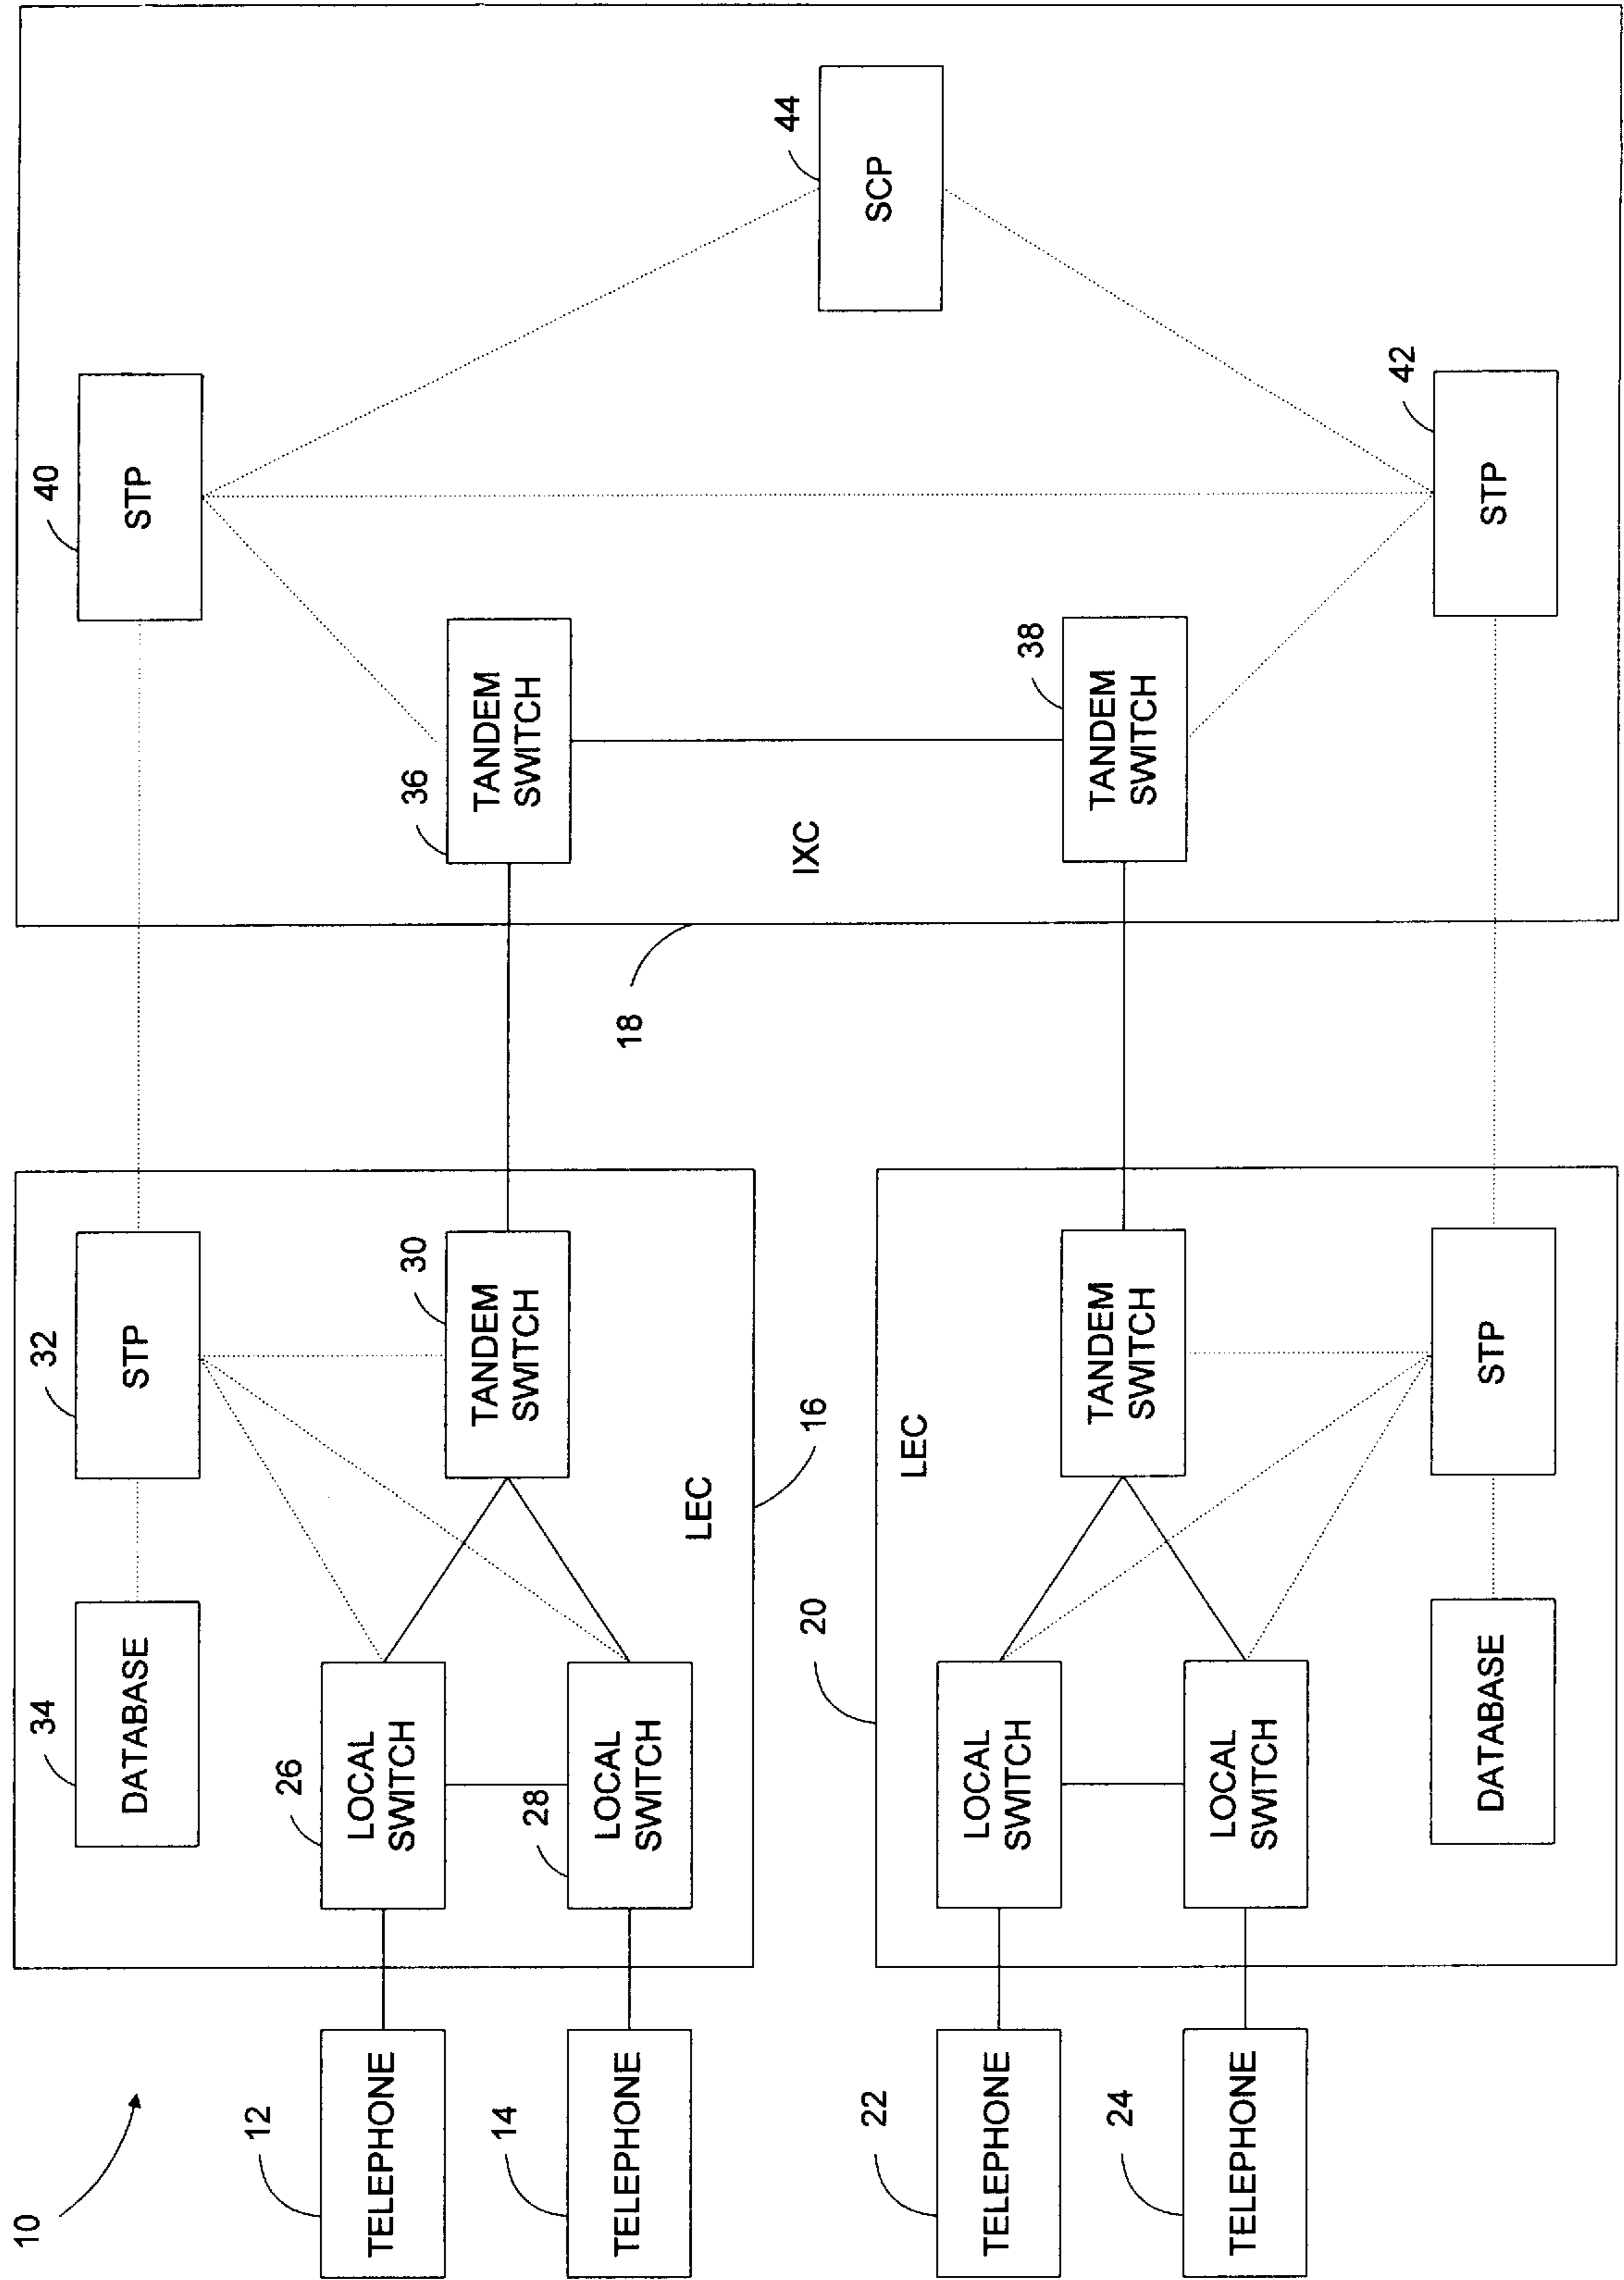 10
12
TELEPHONE
14
TELEPHONE
22
TELEPHONE
24
TELEPHONE
34
DATABASE
32
STP
26
LOCAL
SWITCH
28
LOCAL
SWITCH
30
TANDEM
SWITCH
LEC
16
20
LEC
LOCAL
SWITCH
LOCAL
SWITCH
TANDEM
SWITCH
DATABASE
STP
18
IXC
40
STP
36
TANDEM
SWITCH
38
TANDEM
SWITCH
44
SCP
42
STP